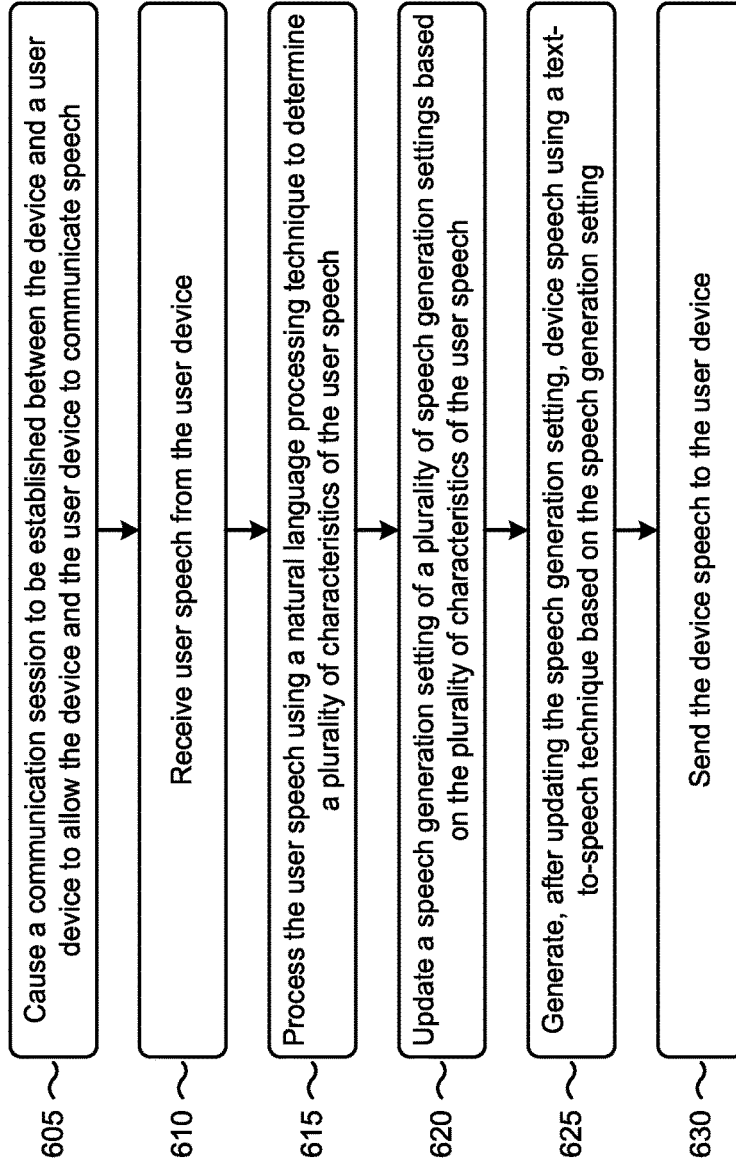 605
Cause a communication session to be established between the device and a user
device to allow the device and the user device to communicate speech
610
Receive user speech from the user device
615
Process the user speech using a natural language processing technique to determine
a plurality of characteristics of the user speech
620
Update a speech generation setting of a plurality of speech generation settings based
on the plurality of characteristics of the user speech
625
Generate, after updating the speech generation setting, device speech using a text-
to-speech technique based on the speech generation setting
630
Send the device speech to the user device